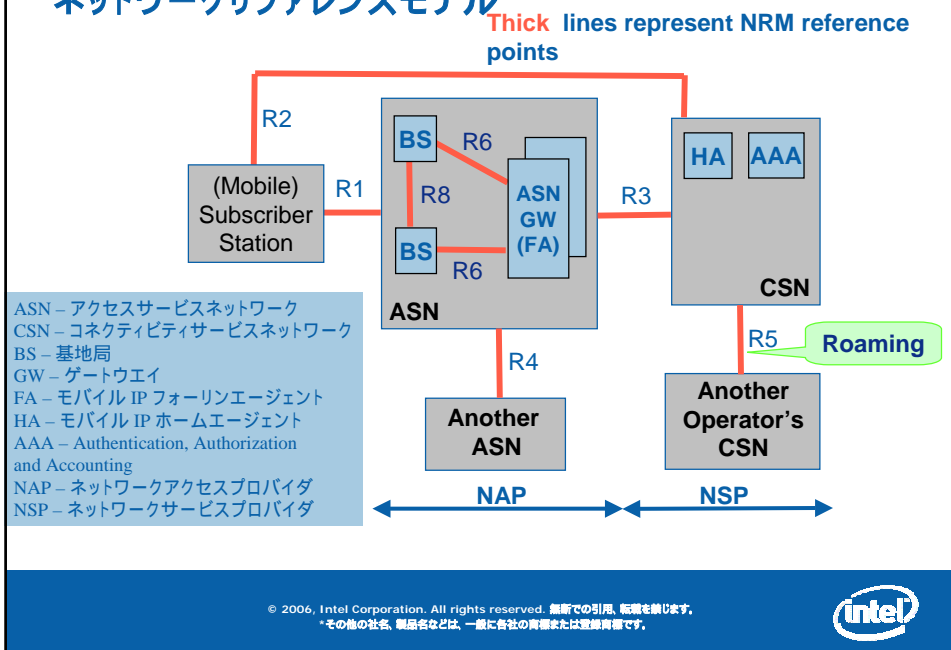 ネットワークリファレンスモデル
Thick lines represent NRM reference
points
R2
BS
R6
HA
AAA
(Mobile)
Subscriber
Station
R1
R8
ASN
GW
(FA)
R3
BS
R6
CSN
ASN
ASN – アクセスサービスネットワーク
CSN – コネクティビティサービスネットワーク
BS – 基地局
GW – ゲートウエイ
FA – モバイル IP フォーリンエージェント
HA – モバイル IP ホームエージェント
AAA – Authentication, Authorization
and Accounting
NAP – ネットワークアクセスプロバイダ
NSP – ネットワークサービスプロバイダ
R4
R5
Roaming
Another
ASN
Another
Operator's
CSN
NAP
NSP
© 2006, Intel Corporation. All rights reserved. 無断での引用、転載を禁じます。
*その他の社名、製品名などは、一般に各社の商標または登録商標です。
intel